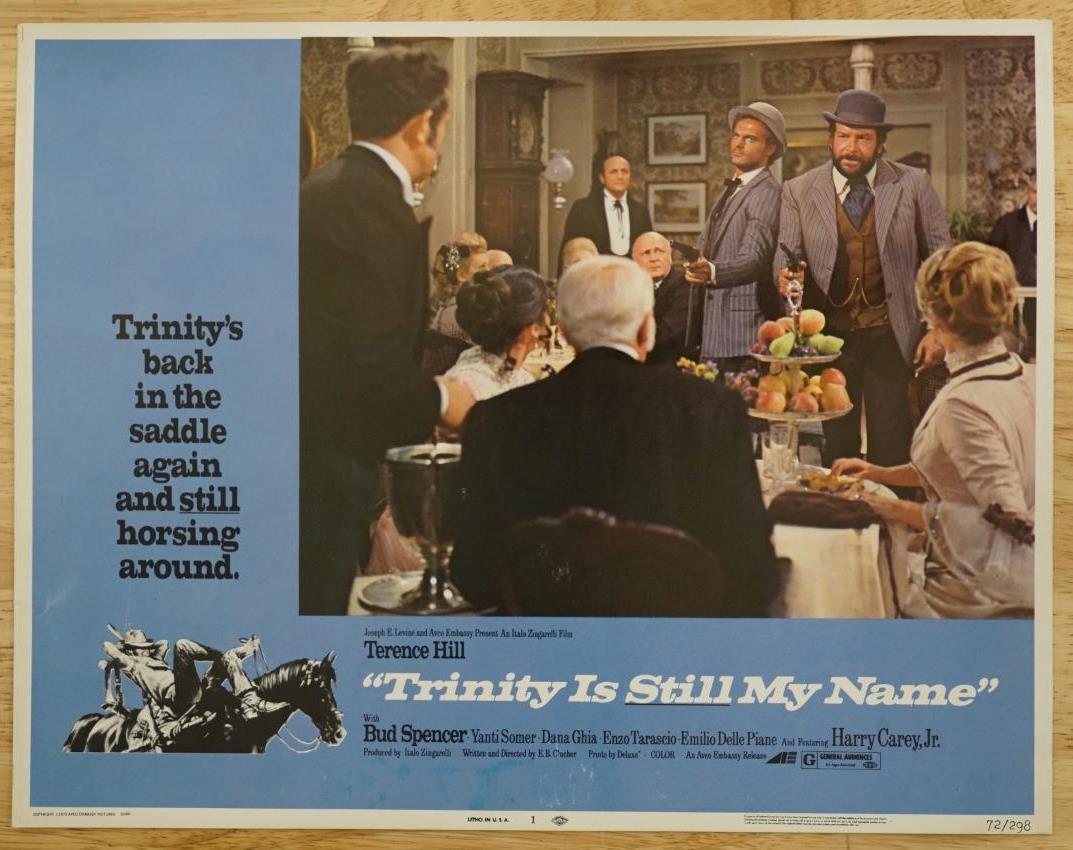 Trinity's
back
in the
saddle
again
and still
horsing
around.
Joseph E. Levine and Avco Embassy Present An Italo Zingarelli Film
Terence Hill
"Trinity Is Still My Name"
With
Bud Spencer · Yanti Somer · Dana Ghia · Enzo Tarascio · Emilio Delle Piane And Featuring Harry Carey, Jr.
Produced by Italo Zingarelli Written and Directed by E.B. Clucher Prints by Deluxe® · COLOR An Avco Embassy Release
G GENERAL AUDIENCES
All Ages Admitted
LITHO. IN U.S.A. 1
72/298